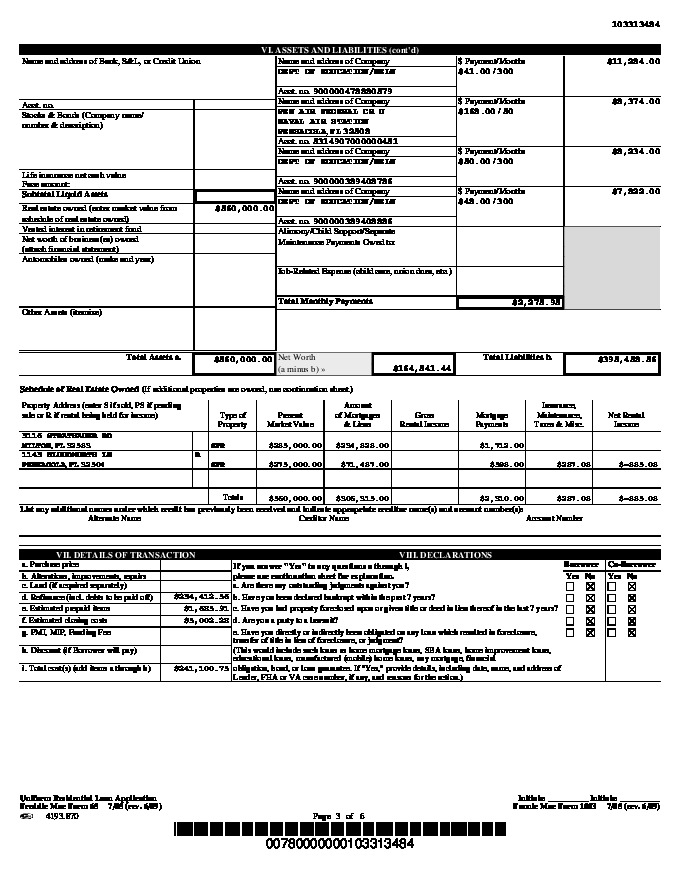 103313484
VI. ASSETS AND LIABILITIES (cont'd)
Name and address of Bank, S&L, or Credit Union
Name and address of Company
$ Payment/Months
$11,284.00
DEPT OF EDUCATION/NELN
$41.00/300
Acct. no. 900000478880879
Acct. no.
Name and address of Company
$ Payment/Months
$8,374.00
Stocks & Bonds (Company name/
number & description)
PEN AIR FEDERAL CR U
$168.00/80
NAVAL AIR STATION
PENSACOLA, FL 32508
Acct. no. 8314907000000481
Name and address of Company
$ Payment/Months
$8,234.00
DEPT OF EDUCATION/NELN
$80.00/300
Life insurance net cash value
Face amount:
Acct. no. 900000389408786
Subtotal Liquid Assets
Name and address of Company
$ Payment/Months
$7,822.00
DEPT OF EDUCATION/NELN
$48.00/300
Real estate owned (enter market value from
schedule of real estate owned)
$560,000.00
Acct. no. 900000389408886
Vested interest in retirement fund
Alimony/Child Support/Separate
Maintenance Payments Owed to:
Net worth of business(es) owned
(attach financial statement)
Automobiles owned (make and year)
Job-Related Expense (child care, union dues, etc.)
Total Monthly Payments
$2,278.98
Other Assets (itemize)
Total Assets a.
$560,000.00
Net Worth
(a minus b) »
$164,541.44
Total Liabilities b.
$395,458.56
Schedule of Real Estate Owned (If additional properties are owned, use continuation sheet.)
Property Address (enter S if sold, PS if pending
sale or R if rental being held for income)
Type of
Property
Present
Market Value
Amount
of Mortgages
& Liens
Gross
Rental Income
Mortgage
Payments
Insurance,
Maintenance,
Taxes & Misc.
Net Rental
Income
MILTON, FL 32583
SFR
$285,000.00
$234,828.00
$1,712.00
R
PENSACOLA, FL 32504
SFR
$275,000.00
$71,487.00
$598.00
$287.08
$-885.08
Totals
$560,000.00
$306,315.00
$2,310.00
$287.08
$-885.08
List any additional names under which credit has previously been received and indicate appropriate creditor name(s) and account number(s):
Alternate Name
Creditor Name
Account Number
VII. DETAILS OF TRANSACTION
VIII. DECLARATIONS
a. Purchase price
b. Alterations, improvements, repairs
c. Land (if acquired separately)
d. Refinance (incl. debts to be paid off)
$234,412.56
e. Estimated prepaid items
$1,685.91
f. Estimated closing costs
$5,002.28
g. PMI, MIP, Funding Fee
h. Discount (if Borrower will pay)
i. Total cost(s) (add items a through h)
$241,100.75
If you answer "Yes" to any questions a through i,
please use continuation sheet for explanation.
Borrower
Co-Borrower
Yes No
Yes No
a. Are there any outstanding judgments against you?
b. Have you been declared bankrupt within the past 7 years?
c. Have you had property foreclosed upon or given title or deed in lieu thereof in the last 7 years?
d. Are you a party to a lawsuit?
e. Have you directly or indirectly been obligated on any loan which resulted in foreclosure,
transfer of title in lieu of foreclosure, or judgment?
(This would include such loans as home mortgage loans, SBA loans, home improvement loans,
educational loans, manufactured (mobile) home loans, any mortgage, financial
obligation, bond, or loan guarantee. If "Yes," provide details, including date, name, and address of
Lender, FHA or VA case number, if any, and reasons for the action.)
Uniform Residential Loan Application
Freddie Mac Form 65 7/05 (rev. 6/09)
4193.870
Page 3 of 6
Initials: ________ Initials: ________
Fannie Mae Form 1003 7/05 (rev. 6/09)
00780000000103313484